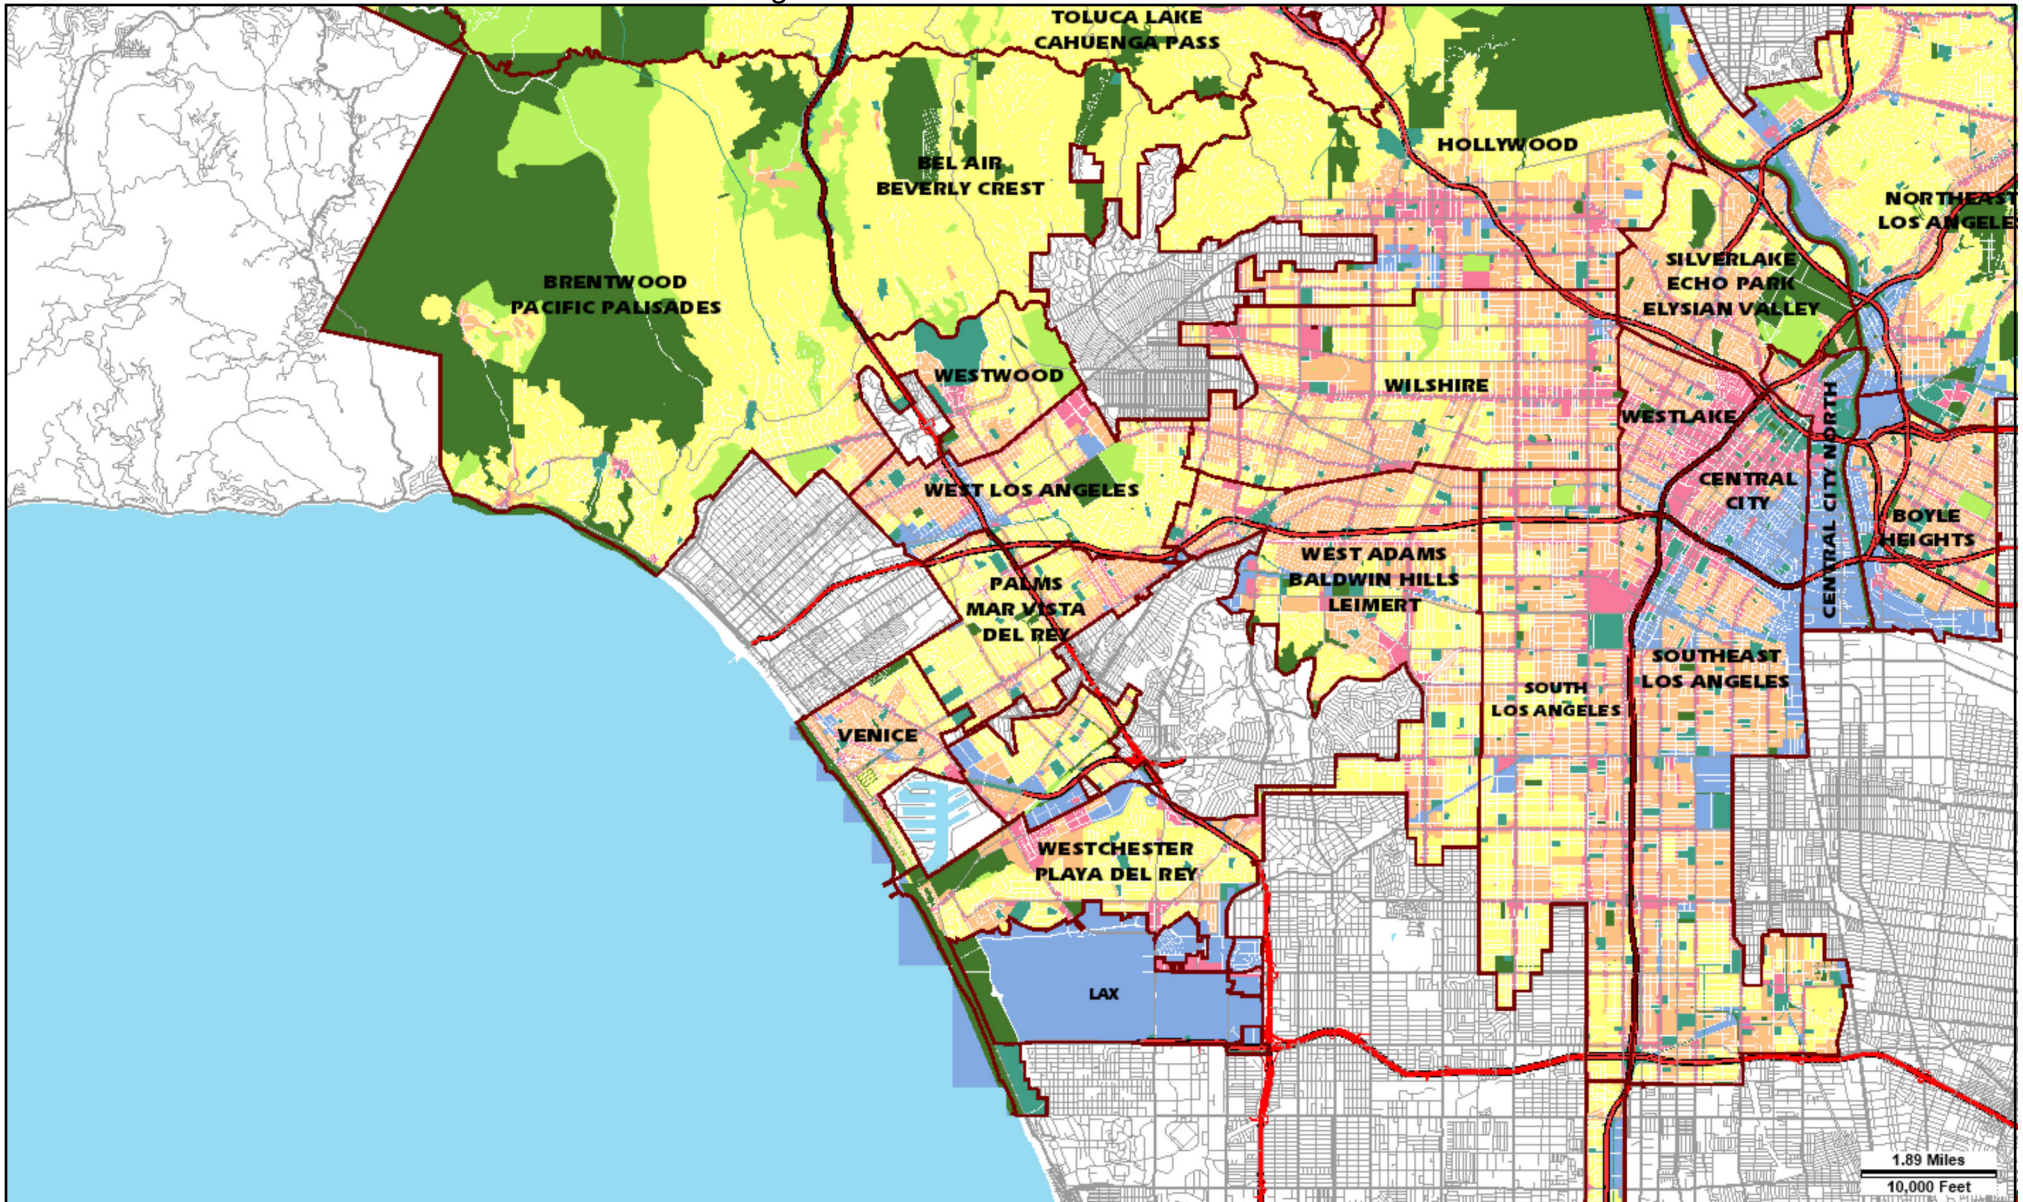 TOLUCA LAKE
CAHUENGA PASS
HOLLYWOOD
BEL AIR
BEVERLY CREST
NORTHEAST
LOS ANGELES
BRENTWOOD
PACIFIC PALISADES
SILVERLAKE
ECHO PARK
ELYSIAN VALLEY
WESTWOOD
WILSHIRE
WESTLAKE
CENTRAL CITY NORTH
WEST LOS ANGELES
CENTRAL
CITY
BOYLE
HEIGHTS
WEST ADAMS
BALDWIN HILLS
LEIMERT
PALMS
MAR VISTA
DEL REY
SOUTHEAST
LOS ANGELES
SOUTH
LOS ANGELES
VENICE
WESTCHESTER
PLAYA DEL REY
LAX
1.89 Miles
10,000 Feet